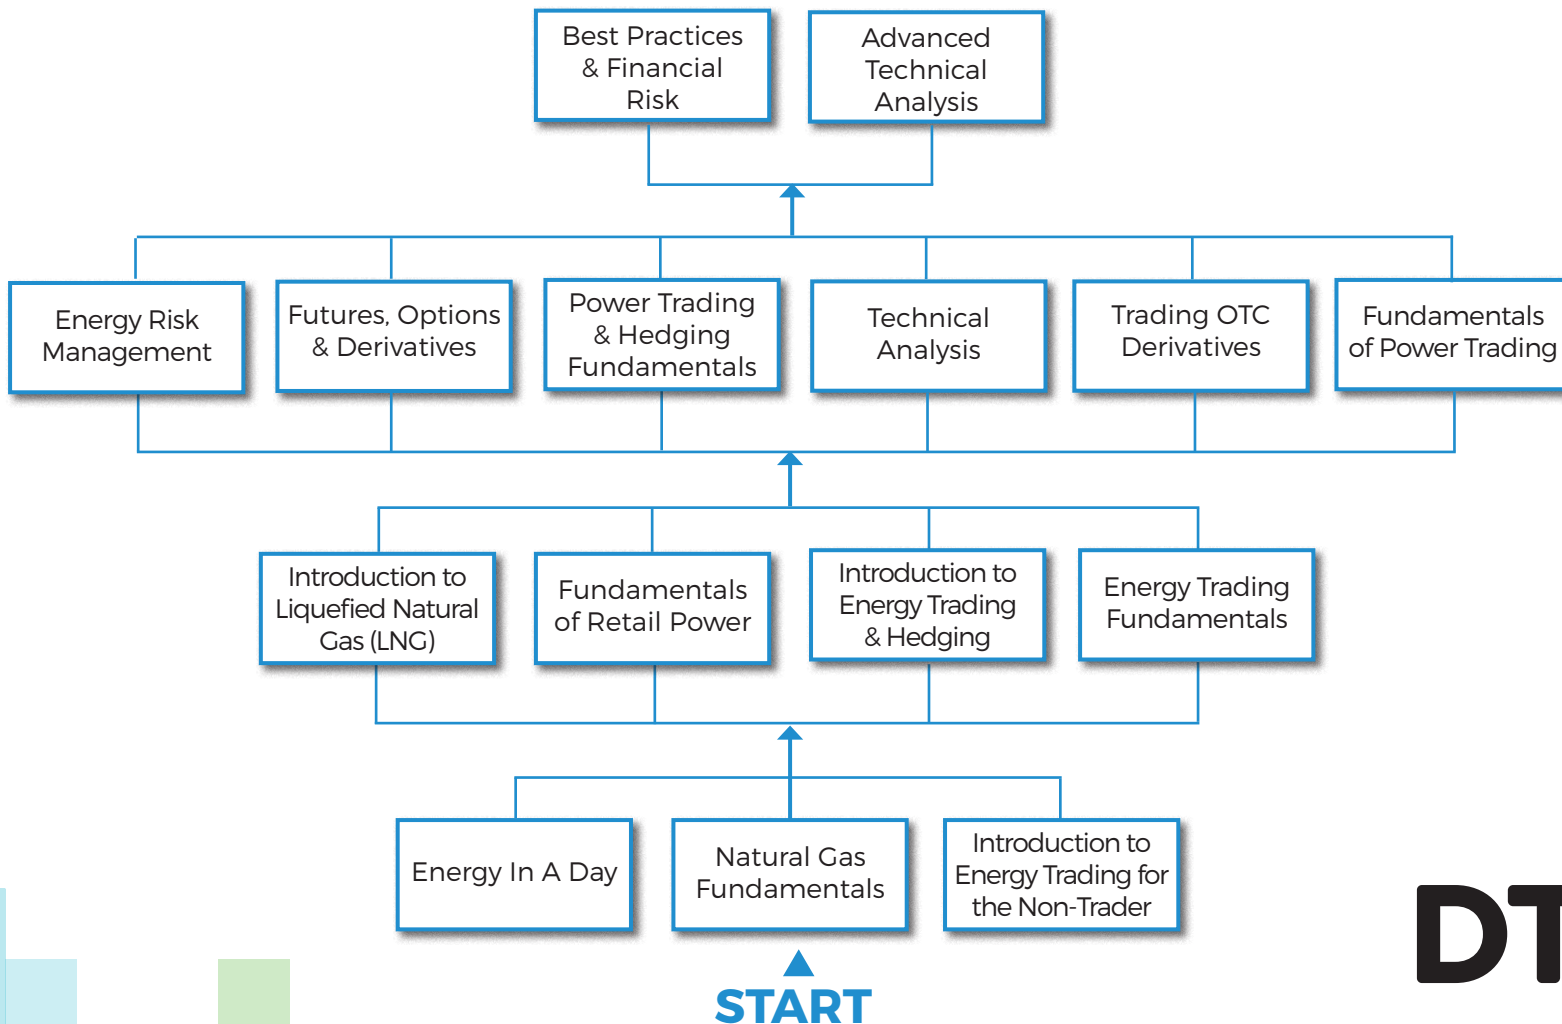 Best Practices
& Financial
Risk
Advanced
Technical
Analysis
Energy Risk
Management
Futures, Options
& Derivatives
Power Trading
& Hedging
Fundamentals
Technical
Analysis
Trading OTC
Derivatives
Fundamentals
of Power Trading
Introduction to
Liquefied Natural
Gas (LNG)
Fundamentals
of Retail Power
Introduction to
Energy Trading
& Hedging
Energy Trading
Fundamentals
Energy In A Day
Natural Gas
Fundamentals
Introduction to
Energy Trading for
the Non-Trader
START
DT